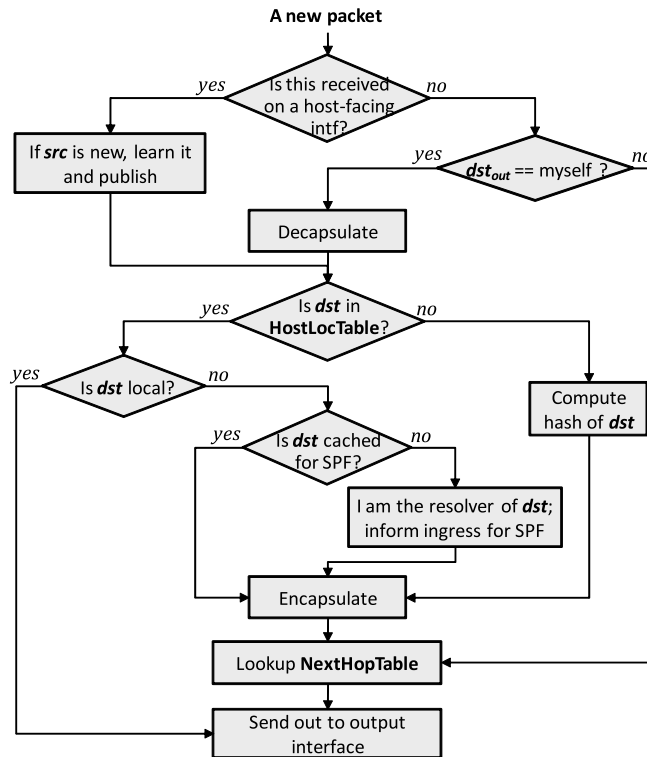 A new packet
yes
Is this received
on a host-facing
intf?
no
If src is new, learn it
and publish
yes
dst_out == myself ?
no
Decapsulate
yes
Is dst in
HostLocTable?
no
yes
Is dst local?
no
Compute
hash of dst
yes
Is dst cached
for SPF?
no
I am the resolver of dst;
inform ingress for SPF
Encapsulate
Lookup NextHopTable
Send out to output
interface